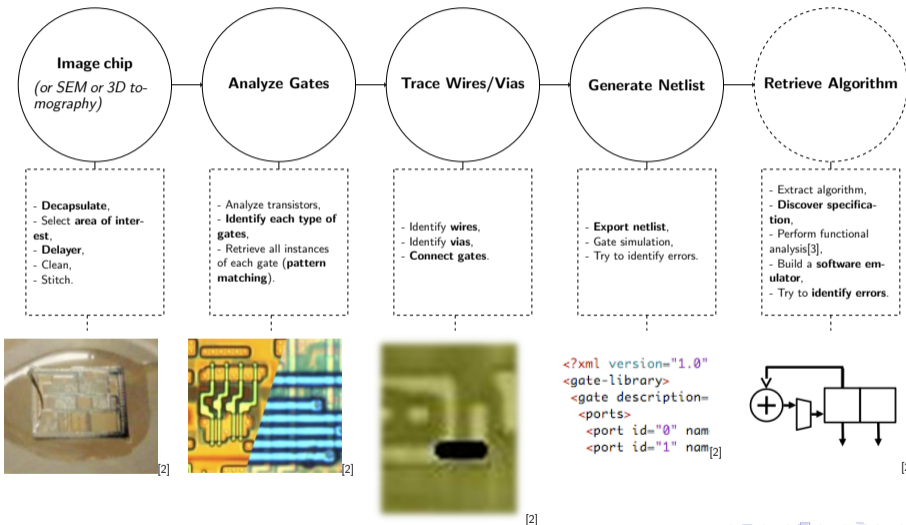 Image chip
(or SEM or 3D to-
mography)
Analyze Gates
Trace Wires/Vias
Generate Netlist
Retrieve Algorithm
- Decapsulate,
- Select area of inter-
est,
- Delayer,
- Clean,
- Stitch.
- Analyze transistors,
- Identify each type of
gates,
- Retrieve all instances
of each gate (pattern
matching).
- Identify wires,
- Identify vias,
- Connect gates.
- Export netlist,
- Gate simulation,
- Try to identify errors.
- Extract algorithm,
- Discover specifica-
tion,
- Perform functional
analysis[3],
- Build a software em-
ulator,
- Try to identify errors.
[2]
[2]
[2]
<?xml version="1.0"
<gate-library>
<gate description=
<ports>
<port id="0" nam
<port id="1" nam
[2]